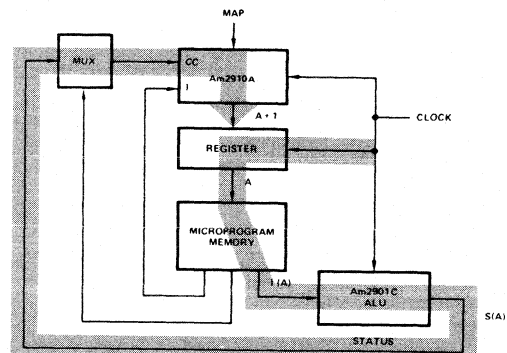 MAP
MUX
CC
Am2910A
I
A + 1
CLOCK
REGISTER
A
MICROPROGRAM
MEMORY
I (A)
Am2901C
ALU
S(A)
STATUS